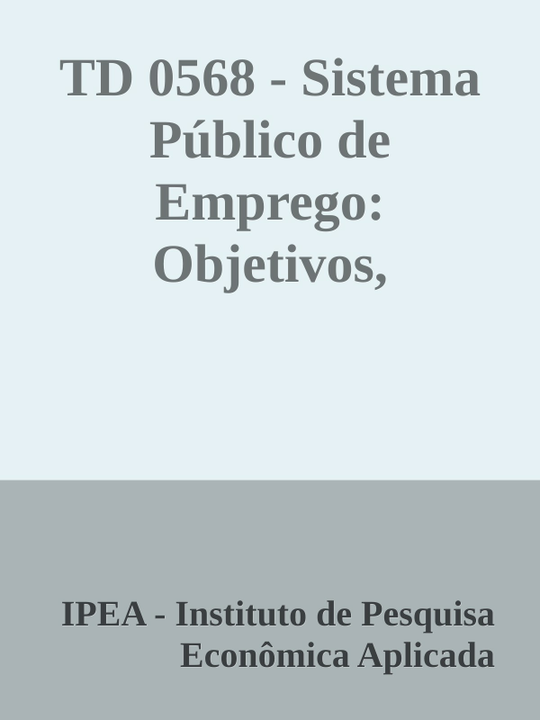 TD 0568 - Sistema
Público de
Emprego:
Objetivos,
IPEA - Instituto de Pesquisa
Econômica Aplicada